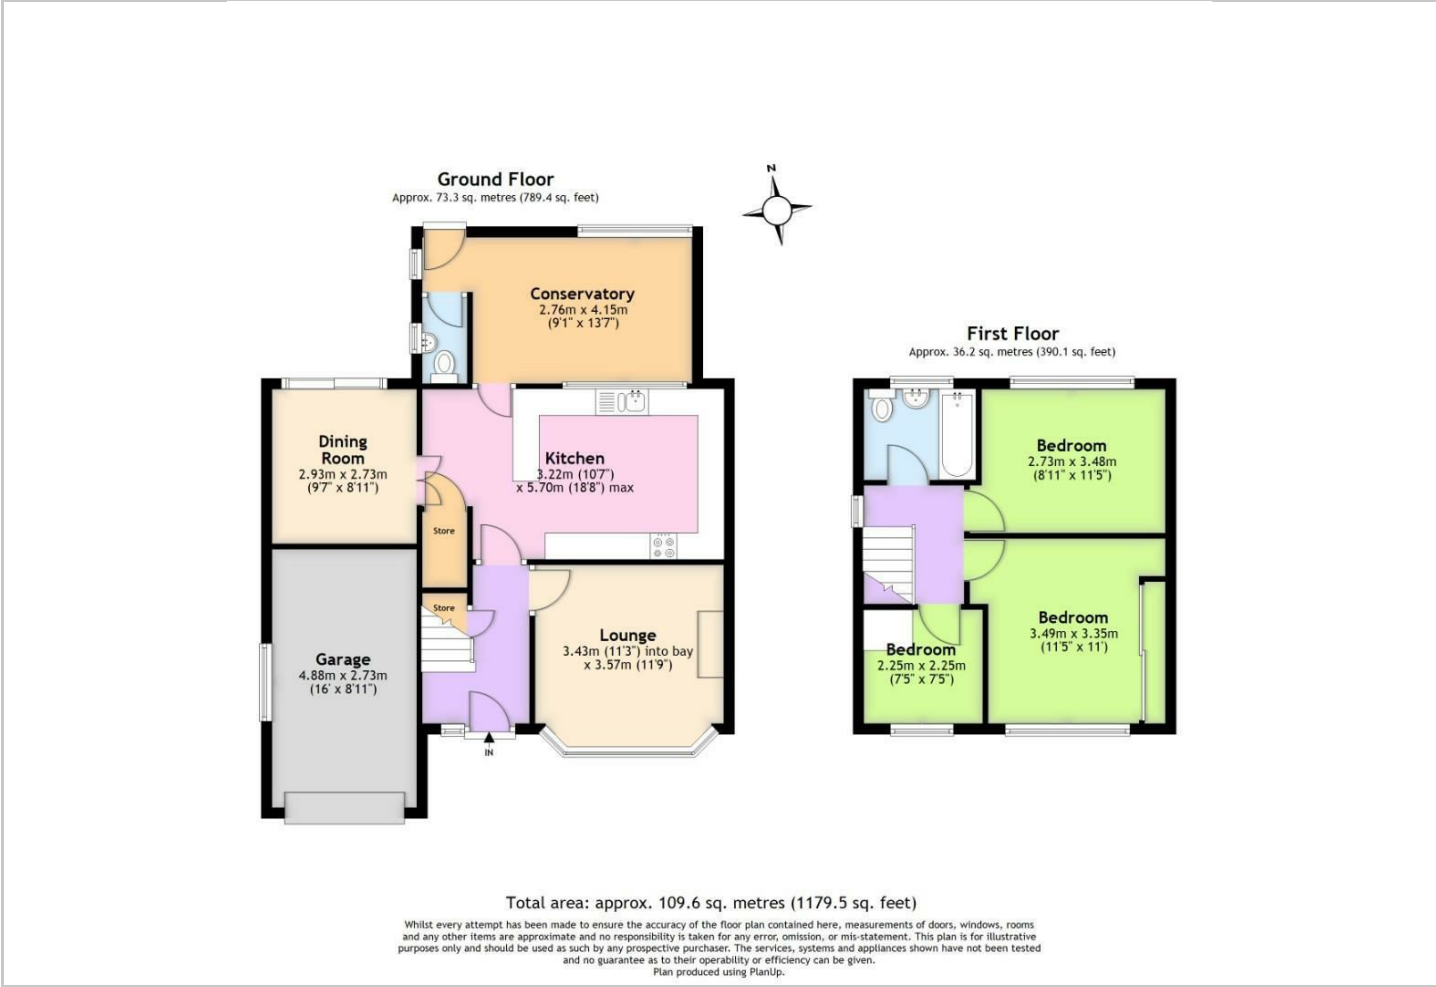 Ground Floor
Approx. 73.3 sq. metres (789.4 sq. feet)
N
Conservatory
2.76m x 4.15m
(9'1" x 13'7")
Dining
Room
2.93m x 2.73m
(9'7" x 8'11")
Kitchen
3.22m (10'7")
x 5.70m (18'8") max
Store
Store
Garage
4.88m x 2.73m
(16' x 8'11")
Lounge
3.43m (11'3") into bay
x 3.57m (11'9")
IN
First Floor
Approx. 36.2 sq. metres (390.1 sq. feet)
Bedroom
2.73m x 3.48m
(8'11" x 11'5")
Bedroom
3.49m x 3.35m
(11'5" x 11')
Bedroom
2.25m x 2.25m
(7'5" x 7'5")
Total area: approx. 109.6 sq. metres (1179.5 sq. feet)
Whilst every attempt has been made to ensure the accuracy of the floor plan contained here, measurements of doors, windows, rooms
and any other items are approximate and no responsibility is taken for any error, omission, or mis-statement. This plan is for illustrative
purposes only and should be used as such by any prospective purchaser. The services, systems and appliances shown have not been tested
and no guarantee as to their operability or efficiency can be given.
Plan produced using PlanUp.